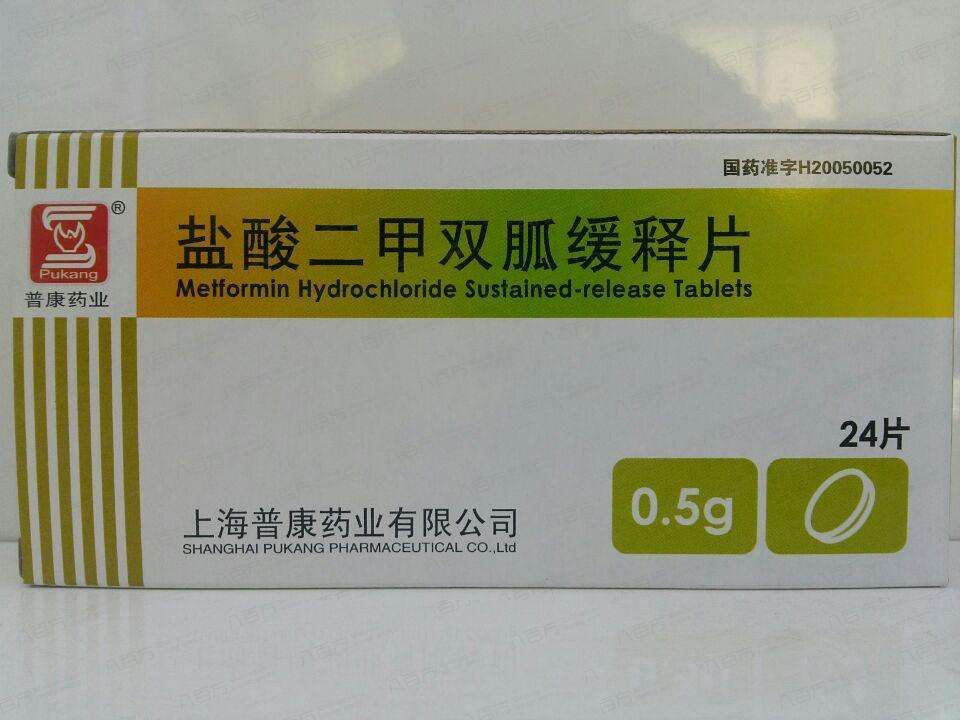 国药准字H20050052
Pukang
®
普康药业
盐酸二甲双胍缓释片
Metformin Hydrochloride Sustained-release Tablets
24片
0.5g
上海普康药业有限公司
SHANGHAI PUKANG PHARMACEUTICAL CO.,Ltd